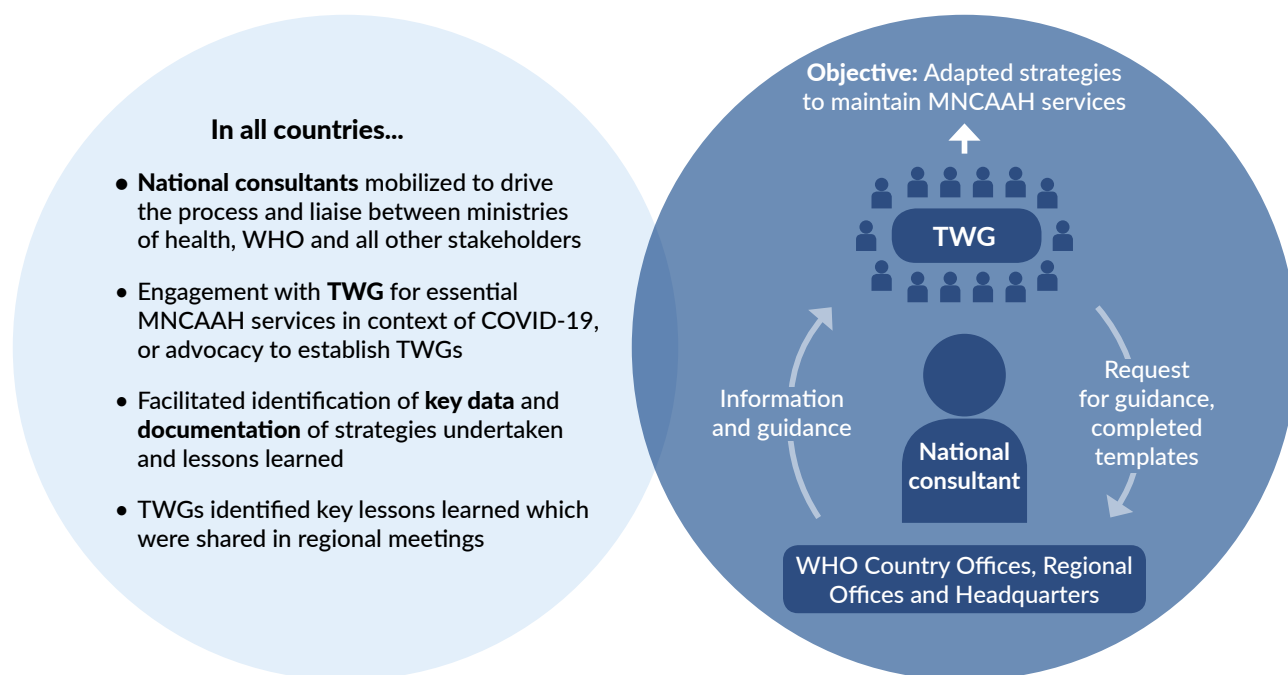 In all countries...
• National consultants mobilized to drive
the process and liaise between ministries
of health, WHO and all other stakeholders
• Engagement with TWG for essential
MNCAAH services in context of COVID-19,
or advocacy to establish TWGs
• Facilitated identification of key data and
documentation of strategies undertaken
and lessons learned
• TWGs identified key lessons learned which
were shared in regional meetings
Objective: Adapted strategies
to maintain MNCAAH services
TWG
Information
and guidance
National
consultant
Request
for guidance,
completed
templates
WHO Country Offices, Regional
Offices and Headquarters